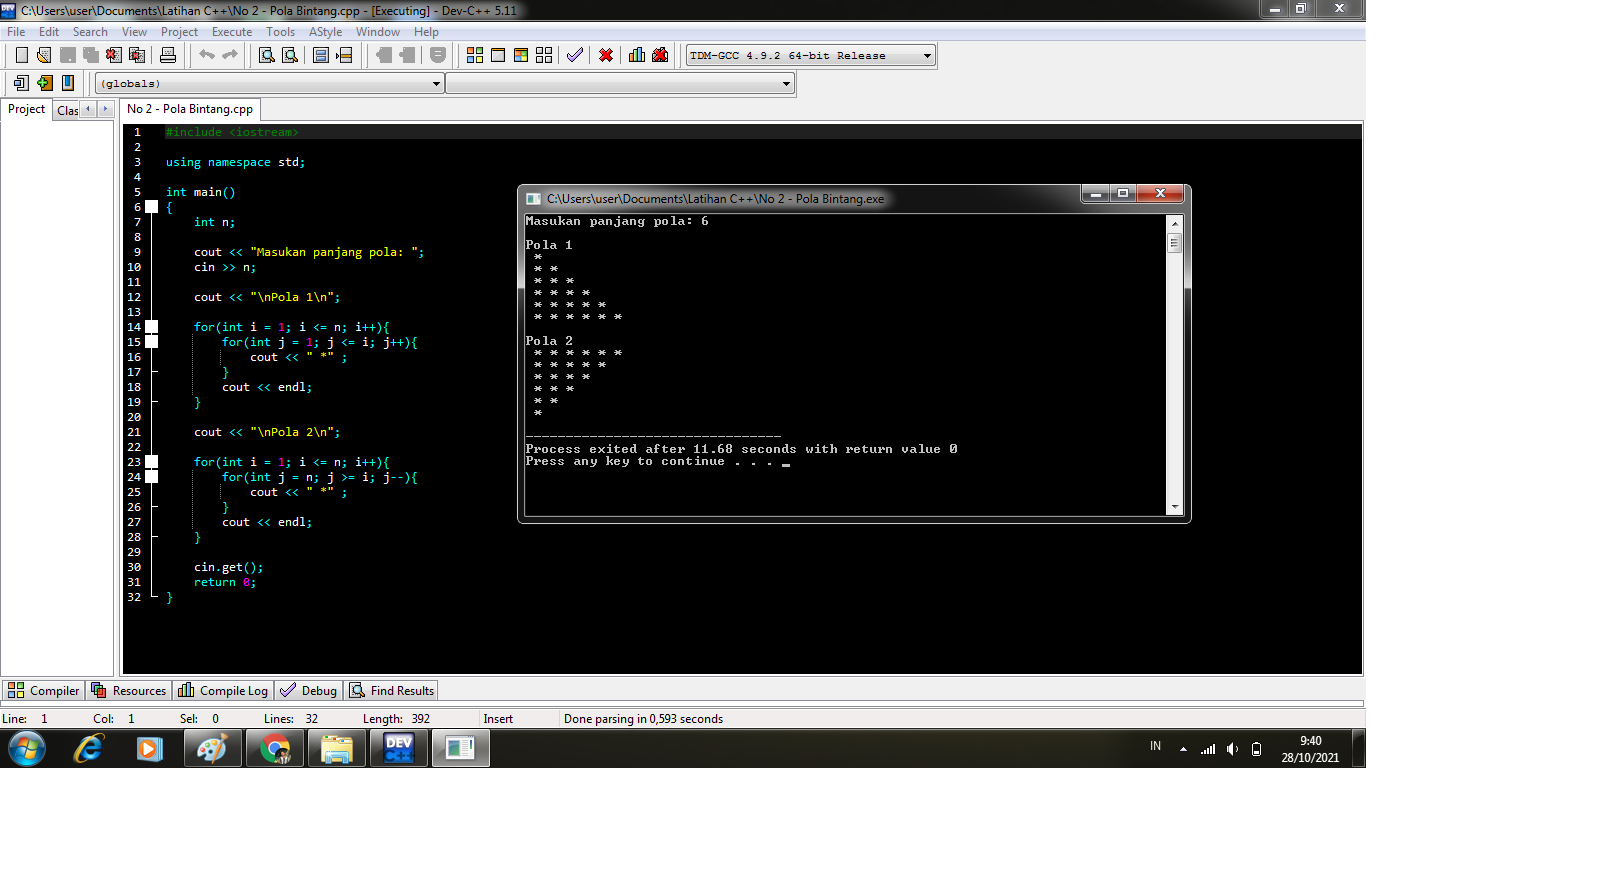 C:\Users\user\Documents\Latihan C++\No 2 - Pola Bintang.cpp - [Executing] - Dev-C++ 5.11
File Edit Search View Project Execute Tools AStyle Window Help
TDM-GCC 4.9.2 64-bit Release
(globals)
Project Clas No 2 - Pola Bintang.cpp
1 #include <iostream>
2
3 using namespace std;
4
5 int main()
6 {
7 int n;
8
9 cout << "Masukan panjang pola: ";
10 cin >> n;
11
12 cout << "\nPola 1\n";
13
14 for(int i = 1; i <= n; i++){
15 for(int j = 1; j <= i; j++){
16 cout << " *" ;
17 }
18 cout << endl;
19 }
20
21 cout << "\nPola 2\n";
22
23 for(int i = 1; i <= n; i++){
24 for(int j = n; j >= i; j--){
25 cout << " *" ;
26 }
27 cout << endl;
28 }
29
30 cin.get();
31 return 0;
32 }
C:\Users\user\Documents\Latihan C++\No 2 - Pola Bintang.exe
Masukan panjang pola: 6
Pola 1
*
* *
* * *
* * * *
* * * * *
* * * * * *
Pola 2
* * * * * *
* * * * *
* * * *
* * *
* *
*
--------------------------------
Process exited after 11.68 seconds with return value 0
Press any key to continue . . . _
Compiler Resources Compile Log Debug Find Results
Line: 1 Col: 1 Sel: 0 Lines: 32 Length: 392 Insert Done parsing in 0,593 seconds
DEV C++
IN
9:40
28/10/2021